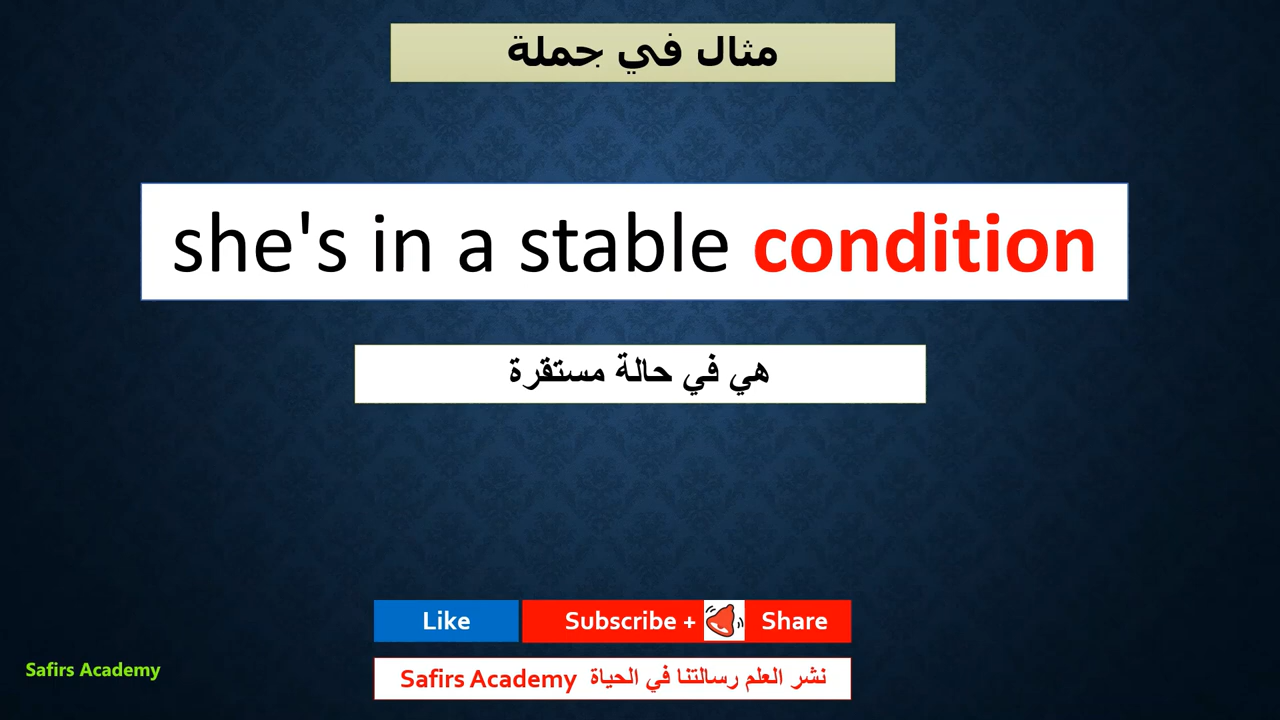 مثال في جملة
she's in a stable condition
هي في حالة مستقرة
Like Subscribe + Share
Safirs Academy
نشر العلم رسالتنا في الحياة Safirs Academy